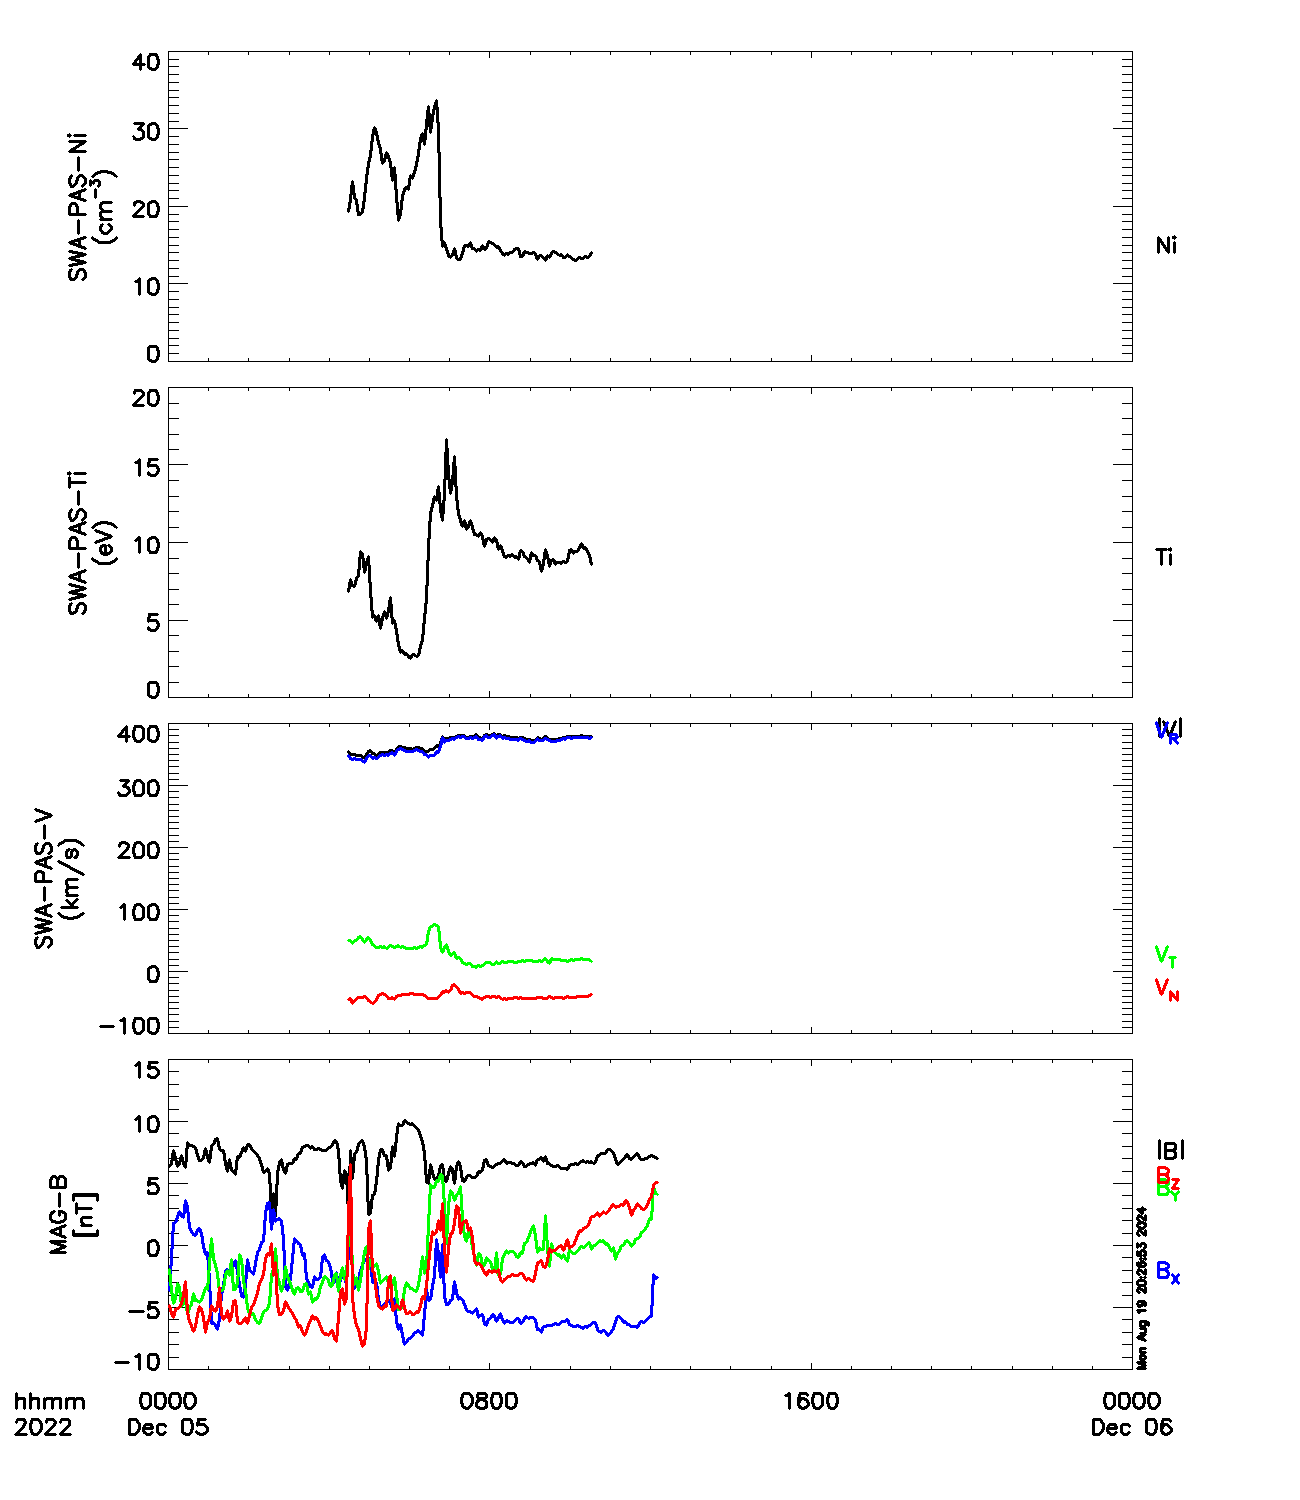 40
30
20
10
0
SWA-PAS-Ni
(cm⁻³)
Ni
20
15
10
5
0
SWA-PAS-Ti
(eV)
Ti
400
300
200
100
0
-100
SWA-PAS-V
(km/s)
|V|
V_R
V_T
V_N
15
10
5
0
-5
-10
MAG-B
[nT]
|B|
B_Z
B_Y
B_X
Mon Aug 19 20:26:53 2024
hhmm 0000 0800 1600 0000
2022 Dec 05 Dec 06